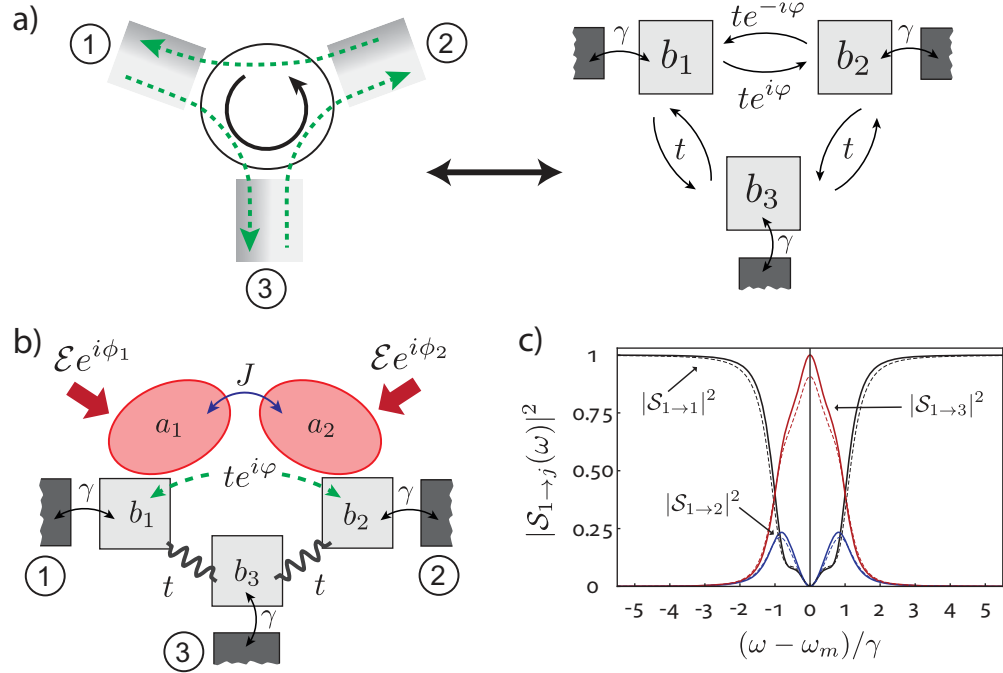 a)
① ② ③
te^{-iφ}
te^{iφ}
γ b₁ b₂ γ
t t
b₃
γ
b)
ℰe^{iϕ₁} ℰe^{iϕ₂}
J
a₁ a₂
te^{iφ}
γ b₁ b₂ γ
① ②
t b₃ t
γ
③
c)
|𝒮₁→ⱼ(ω)|²
1
0.75
0.50
0.25
0
|𝒮₁→₁|²
|𝒮₁→₃|²
|𝒮₁→₂|²
-5 -4 -3 -2 -1 0 1 2 3 4 5
(ω − ωₘ)/γ